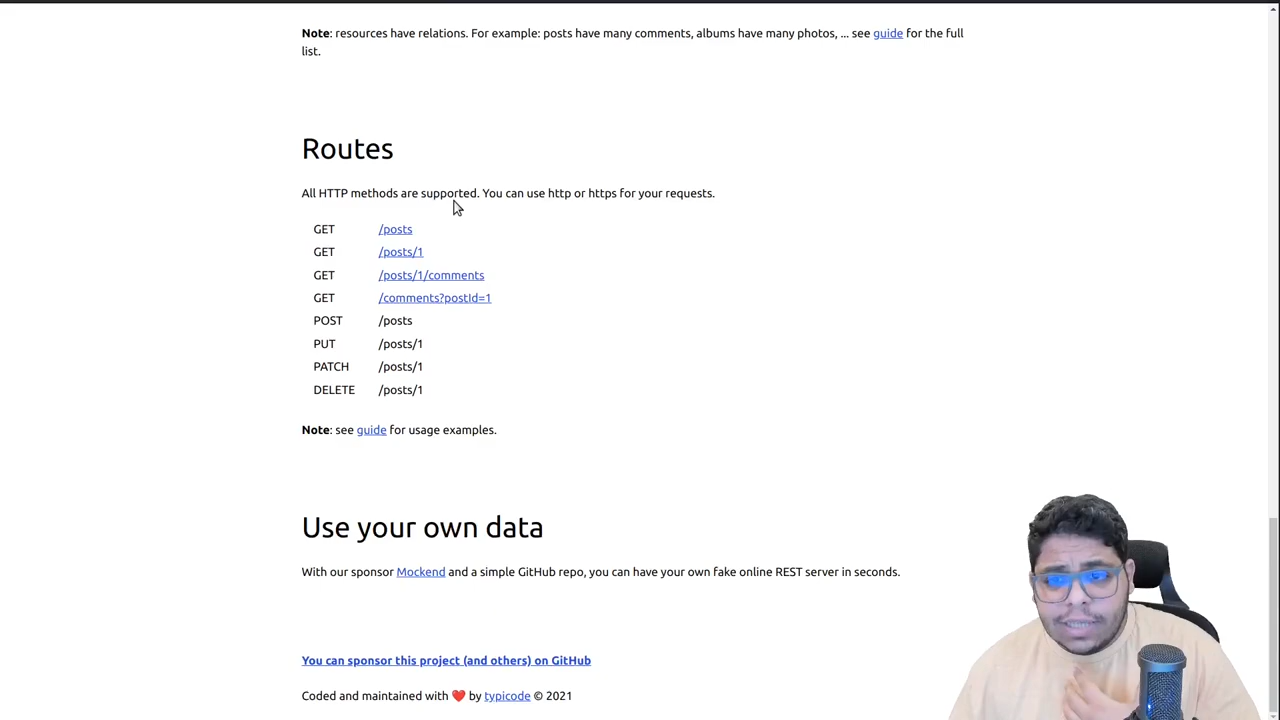 Note: resources have relations. For example: posts have many comments, albums have many photos, ... see guide for the full
list.
Routes
All HTTP methods are supported. You can use http or https for your requests.
GET /posts
GET /posts/1
GET /posts/1/comments
GET /comments?postId=1
POST /posts
PUT /posts/1
PATCH /posts/1
DELETE /posts/1
Note: see guide for usage examples.
Use your own data
With our sponsor Mockend and a simple GitHub repo, you can have your own fake online REST server in seconds.
You can sponsor this project (and others) on GitHub
Coded and maintained with ❤️ by typicode © 2021